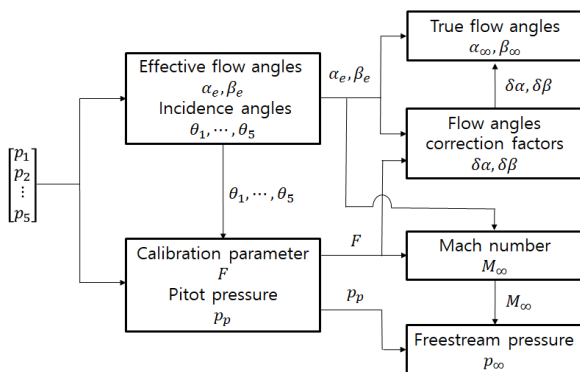 [p₁
p₂
⋮
p₅]
Effective flow angles
αₑ, βₑ
Incidence angles
θ₁, ⋯, θ₅
αₑ, βₑ
True flow angles
α∞, β∞
δα, δβ
Flow angles
correction factors
δα, δβ
θ₁, ⋯, θ₅
Calibration parameter
F
Pitot pressure
pₚ
F
pₚ
Mach number
M∞
M∞
Freestream pressure
p∞